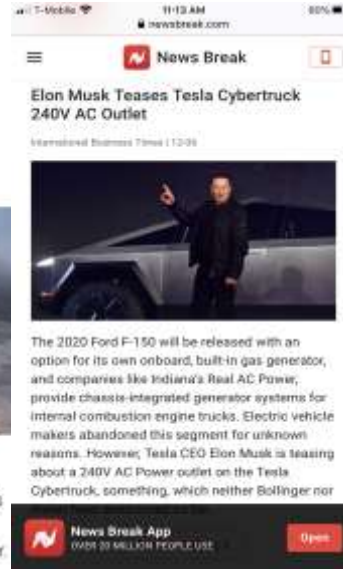 T-Mobile 11:13 AM 80%
newsbreak.com
News Break
Elon Musk Teases Tesla Cybertruck
240V AC Outlet
International Business Times | 12-06
The 2020 Ford F-150 will be released with an
option for its own onboard, built-in gas generator,
and companies like Indiana's Real AC Power,
provide chassis-integrated generator systems for
internal combustion engine trucks. Electric vehicle
makers abandoned this segment for unknown
reasons. However, Tesla CEO Elon Musk is teasing
about a 240V AC Power outlet on the Tesla
Cybertruck, something, which neither Bollinger nor
News Break App
OVER 20 MILLION PEOPLE USE
Open